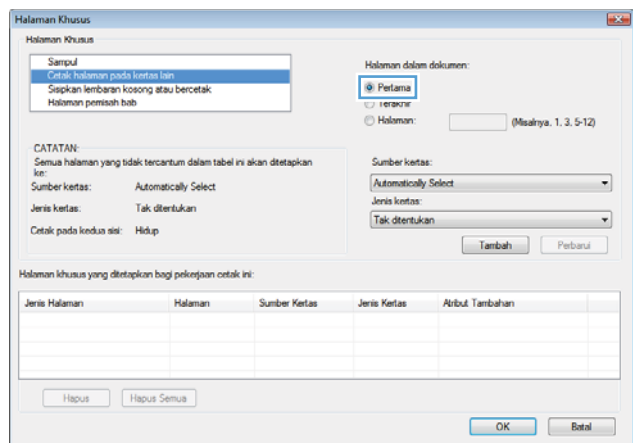 Halaman Khusus
Halaman Khusus
Sampul
Cetak halaman pada kertas lain
Sisipkan lembaran kosong atau bercetak
Halaman pemisah bab
Halaman dalam dokumen:
Pertama
Terakhir
Halaman: (Misalnya. 1, 3, 5-12)
CATATAN:
Semua halaman yang tidak tercantum dalam tabel ini akan ditetapkan
ke:
Sumber kertas: Automatically Select
Jenis kertas: Tak ditentukan
Cetak pada kedua sisi: Hidup
Sumber kertas:
Automatically Select
Jenis kertas:
Tak ditentukan
Tambah Perbarui
Halaman khusus yang ditetapkan bagi pekerjaan cetak ini:
Jenis Halaman Halaman Sumber Kertas Jenis Kertas Atribut Tambahan
Hapus Hapus Semua
OK Batal